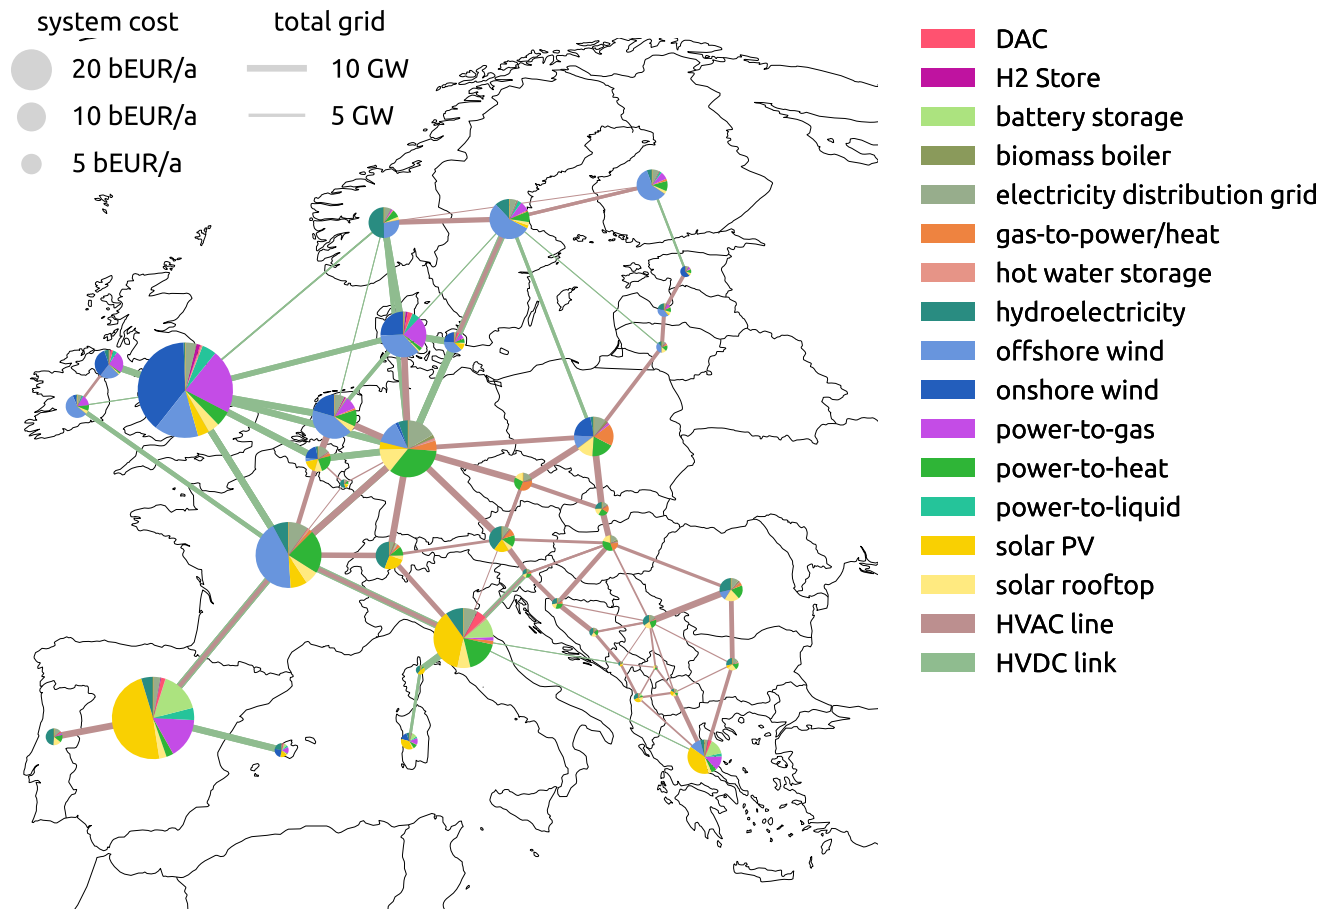 system cost
total grid
20 bEUR/a
10 GW
10 bEUR/a
5 GW
5 bEUR/a
DAC
H2 Store
battery storage
biomass boiler
electricity distribution grid
gas-to-power/heat
hot water storage
hydroelectricity
offshore wind
onshore wind
power-to-gas
power-to-heat
power-to-liquid
solar PV
solar rooftop
HVAC line
HVDC link